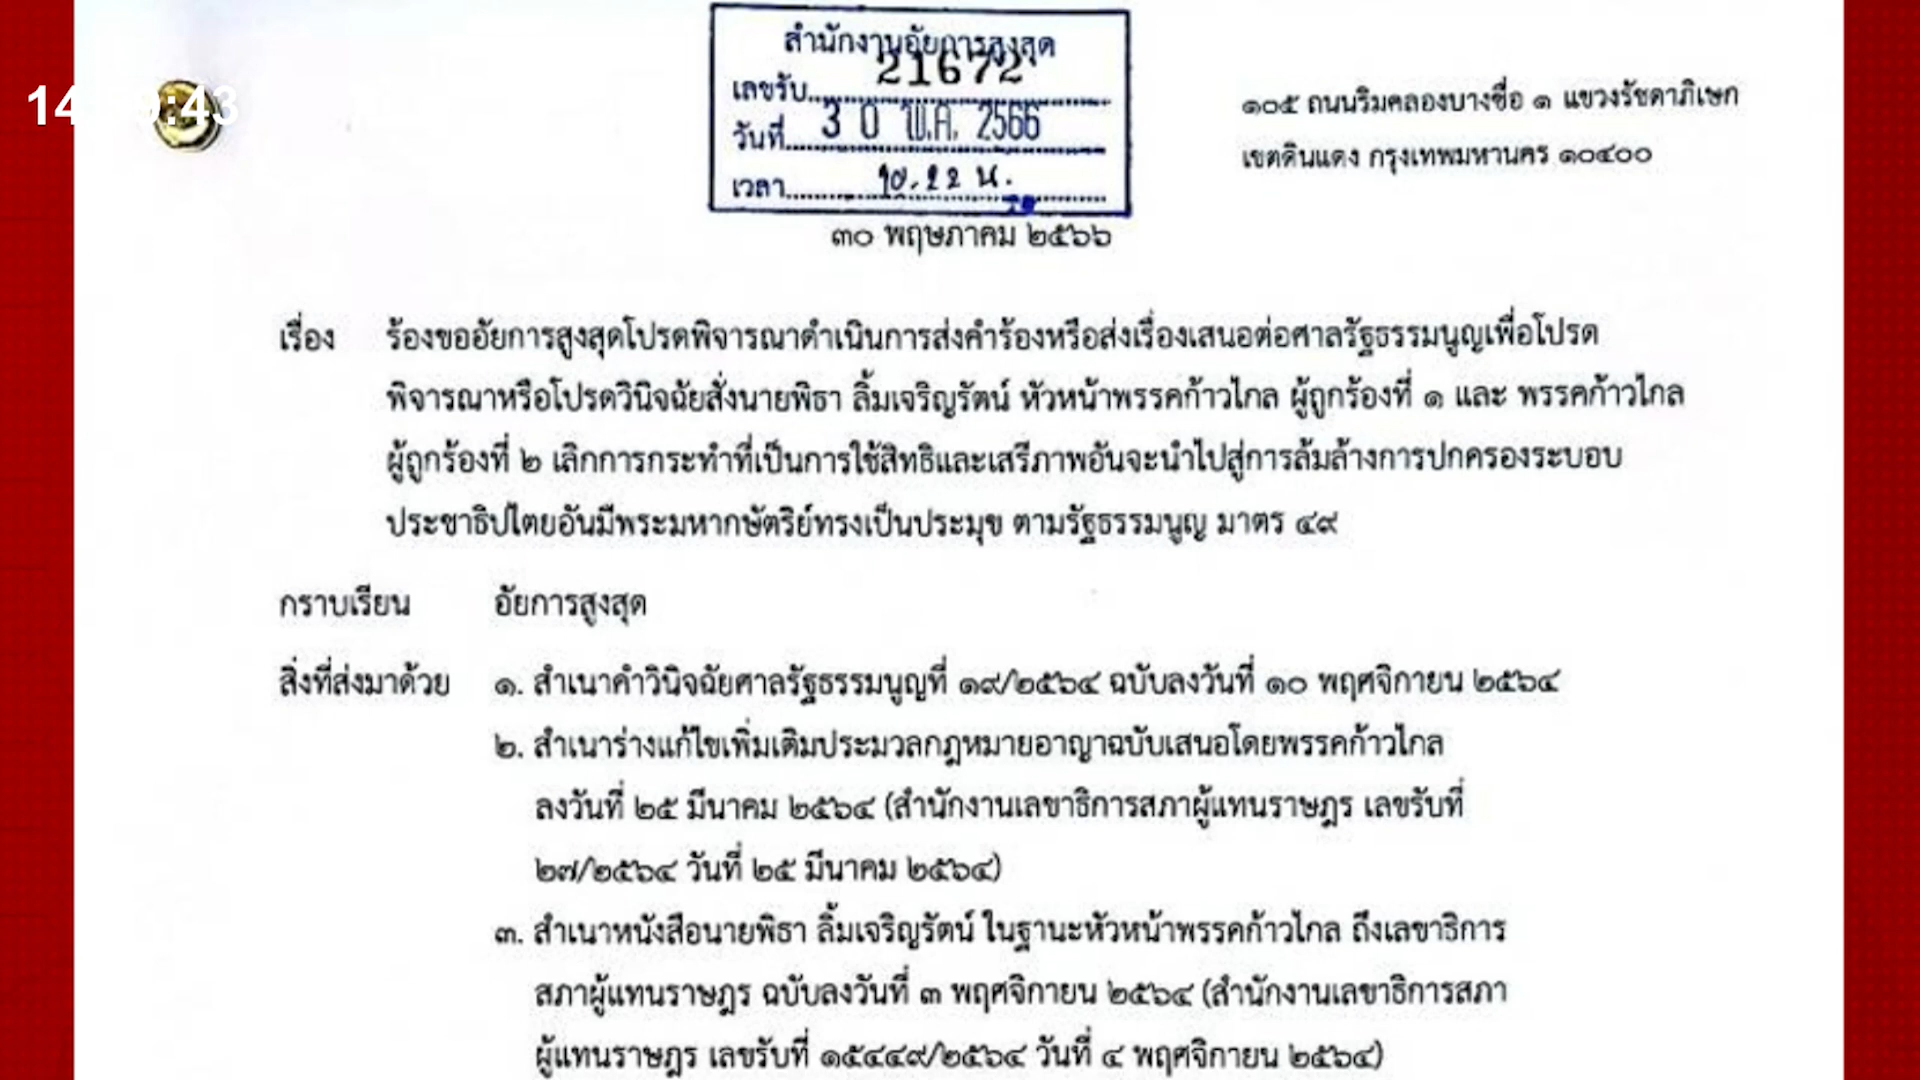 สำนักงานอัยการสูงสุด
เลขรับ 21672
วันที่ 30 พ.ค. 2566
เวลา ๑๐.๒๒ น.
๑๐๕ ถนนริมคลองบางซื่อ ๑ แขวงรัชดาภิเษก
เขตดินแดง กรุงเทพมหานคร ๑๐๔๐๐
๓๐ พฤษภาคม ๒๕๖๖
เรื่อง ร้องขออัยการสูงสุดโปรดพิจารณาดำเนินการส่งคำร้องหรือส่งเรื่องเสนอต่อศาลรัฐธรรมนูญเพื่อโปรด
พิจารณาหรือโปรดวินิจฉัยสั่งนายพิธา ลิ้มเจริญรัตน์ หัวหน้าพรรคก้าวไกล ผู้ถูกร้องที่ ๑ และ พรรคก้าวไกล
ผู้ถูกร้องที่ ๒ เลิกการกระทำที่เป็นการใช้สิทธิและเสรีภาพอันจะนำไปสู่การล้มล้างการปกครองระบอบ
ประชาธิปไตยอันมีพระมหากษัตริย์ทรงเป็นประมุข ตามรัฐธรรมนูญ มาตร ๔๙
กราบเรียน อัยการสูงสุด
สิ่งที่ส่งมาด้วย ๑. สำเนาคำวินิจฉัยศาลรัฐธรรมนูญที่ ๑๙/๒๕๖๔ ฉบับลงวันที่ ๑๐ พฤศจิกายน ๒๕๖๔
๒. สำเนาร่างแก้ไขเพิ่มเติมประมวลกฎหมายอาญาฉบับเสนอโดยพรรคก้าวไกล
ลงวันที่ ๒๕ มีนาคม ๒๕๖๔ (สำนักงานเลขาธิการสภาผู้แทนราษฎร เลขรับที่
๒๗/๒๕๖๔ วันที่ ๒๕ มีนาคม ๒๕๖๔)
๓. สำเนาหนังสือนายพิธา ลิ้มเจริญรัตน์ ในฐานะหัวหน้าพรรคก้าวไกล ถึงเลขาธิการ
สภาผู้แทนราษฎร ฉบับลงวันที่ ๓ พฤศจิกายน ๒๕๖๔ (สำนักงานเลขาธิการสภา
ผู้แทนราษฎร เลขรับที่ ๑๕๔๔๙/๒๕๖๔ วันที่ ๔ พฤศจิกายน ๒๕๖๔)